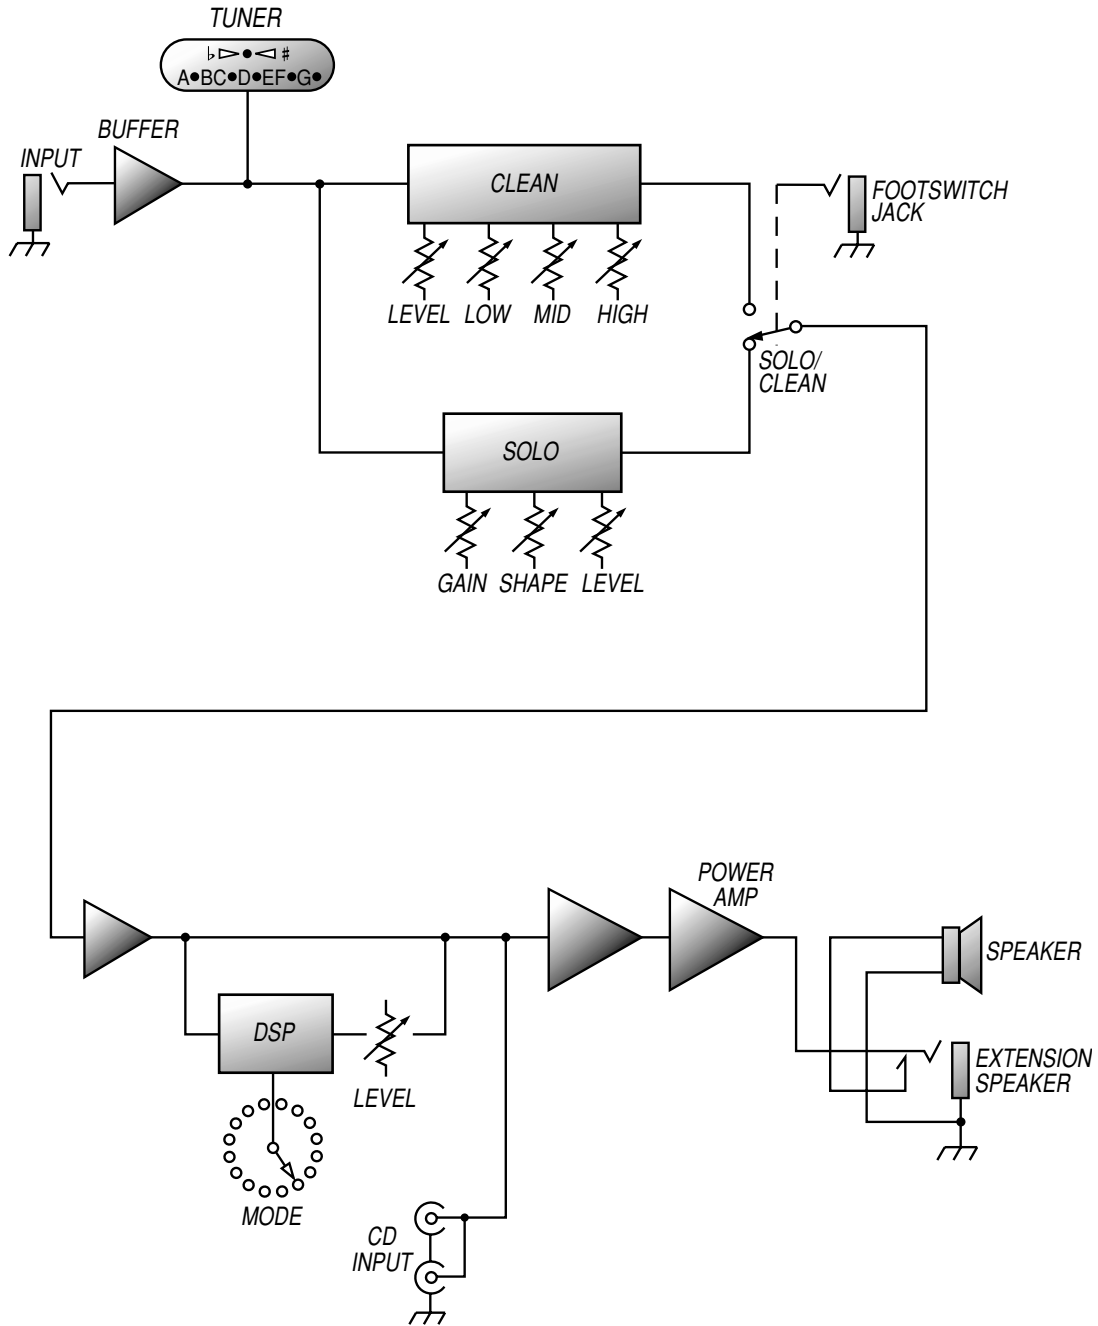 TUNER
♭ ▷●◁ ♯
A●BC●D●EF●G●
BUFFER
INPUT
CLEAN
FOOTSWITCH
JACK
LEVEL LOW MID HIGH
SOLO/
CLEAN
SOLO
GAIN SHAPE LEVEL
POWER
AMP
SPEAKER
DSP
LEVEL
EXTENSION
SPEAKER
MODE
CD
INPUT